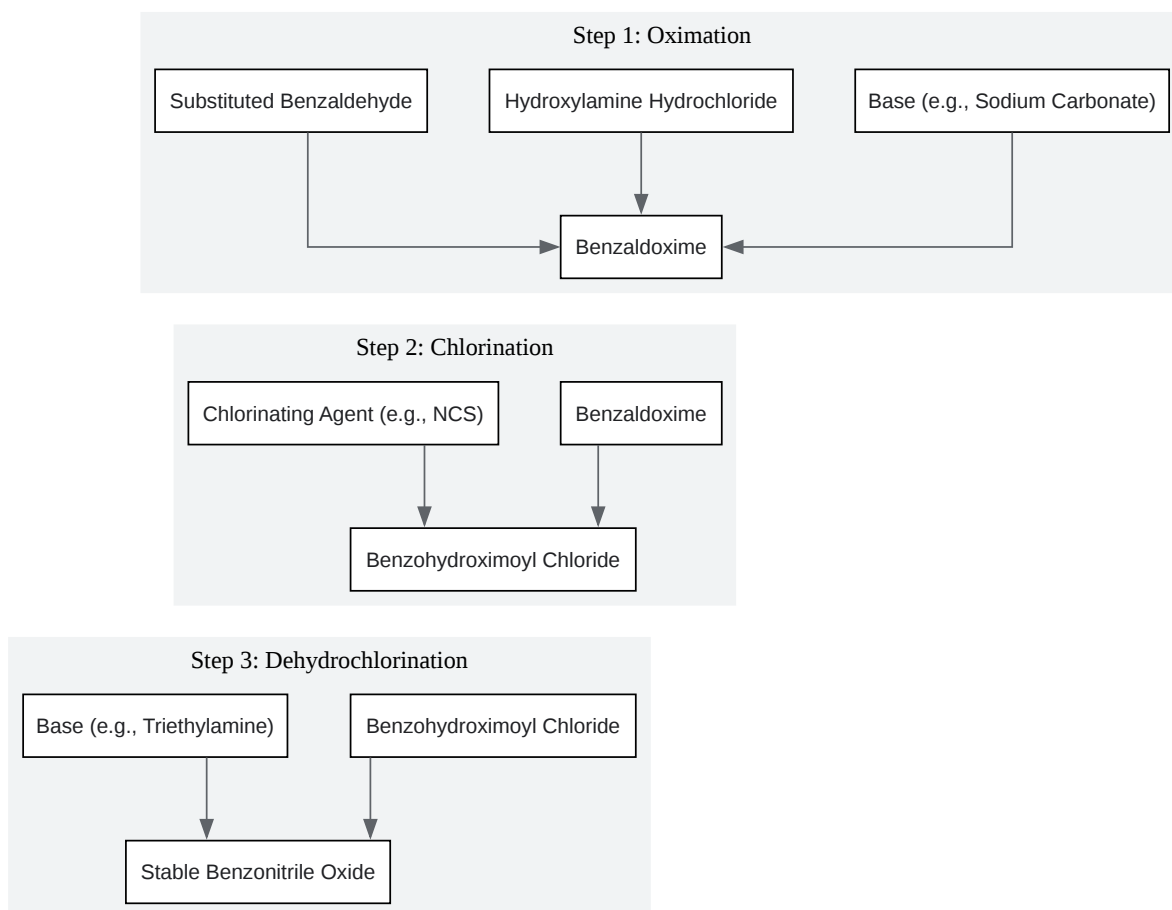 Step 1: Oximation
Substituted Benzaldehyde
Hydroxylamine Hydrochloride
Base (e.g., Sodium Carbonate)
Benzaldoxime
Step 2: Chlorination
Chlorinating Agent (e.g., NCS)
Benzaldoxime
Benzohydroximoyl Chloride
Step 3: Dehydrochlorination
Base (e.g., Triethylamine)
Benzohydroximoyl Chloride
Stable Benzonitrile Oxide